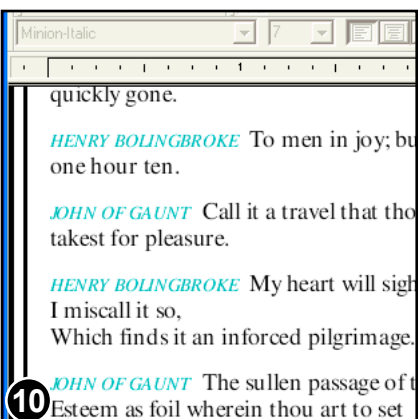 Minion-Italic 7
1
quickly gone.
HENRY BOLINGBROKE To men in joy; bu
one hour ten.
JOHN OF GAUNT Call it a travel that tho
takest for pleasure.
HENRY BOLINGBROKE My heart will sigh
I miscall it so,
Which finds it an inforced pilgrimage.
JOHN OF GAUNT The sullen passage of t
10 Esteem as foil wherein thou art to set